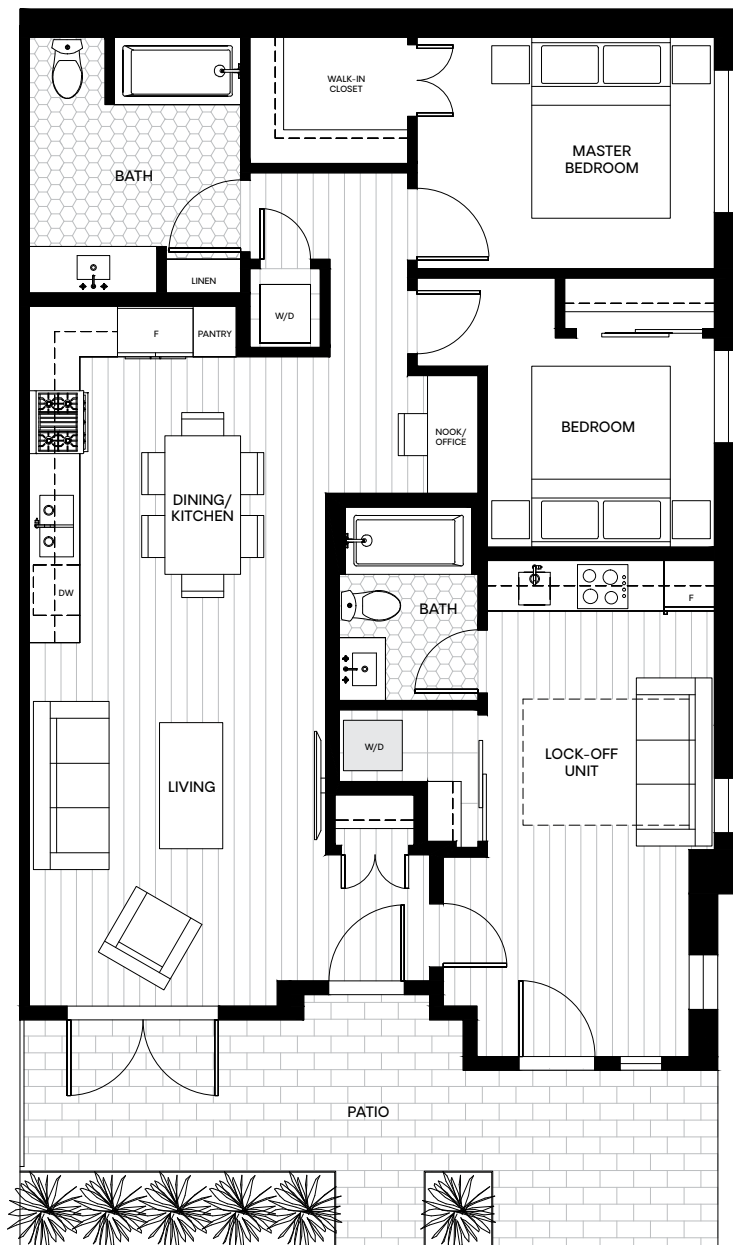 WALK-IN
CLOSET
MASTER
BEDROOM
BATH
LINEN
W/D
F
PANTRY
NOOK/
OFFICE
BEDROOM
DINING/
KITCHEN
DW
BATH
F
W/D
LOCK-OFF
UNIT
LIVING
PATIO